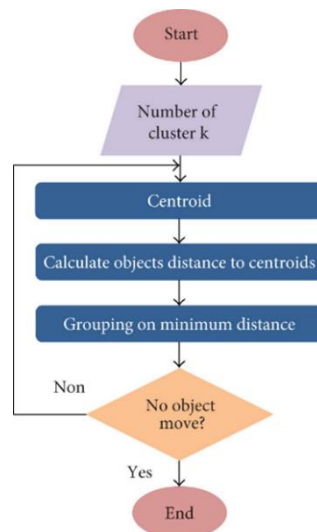 Start
Number of
cluster k
Centroid
Calculate objects distance to centroids
Grouping on minimum distance
Non
No object
move?
Yes
End